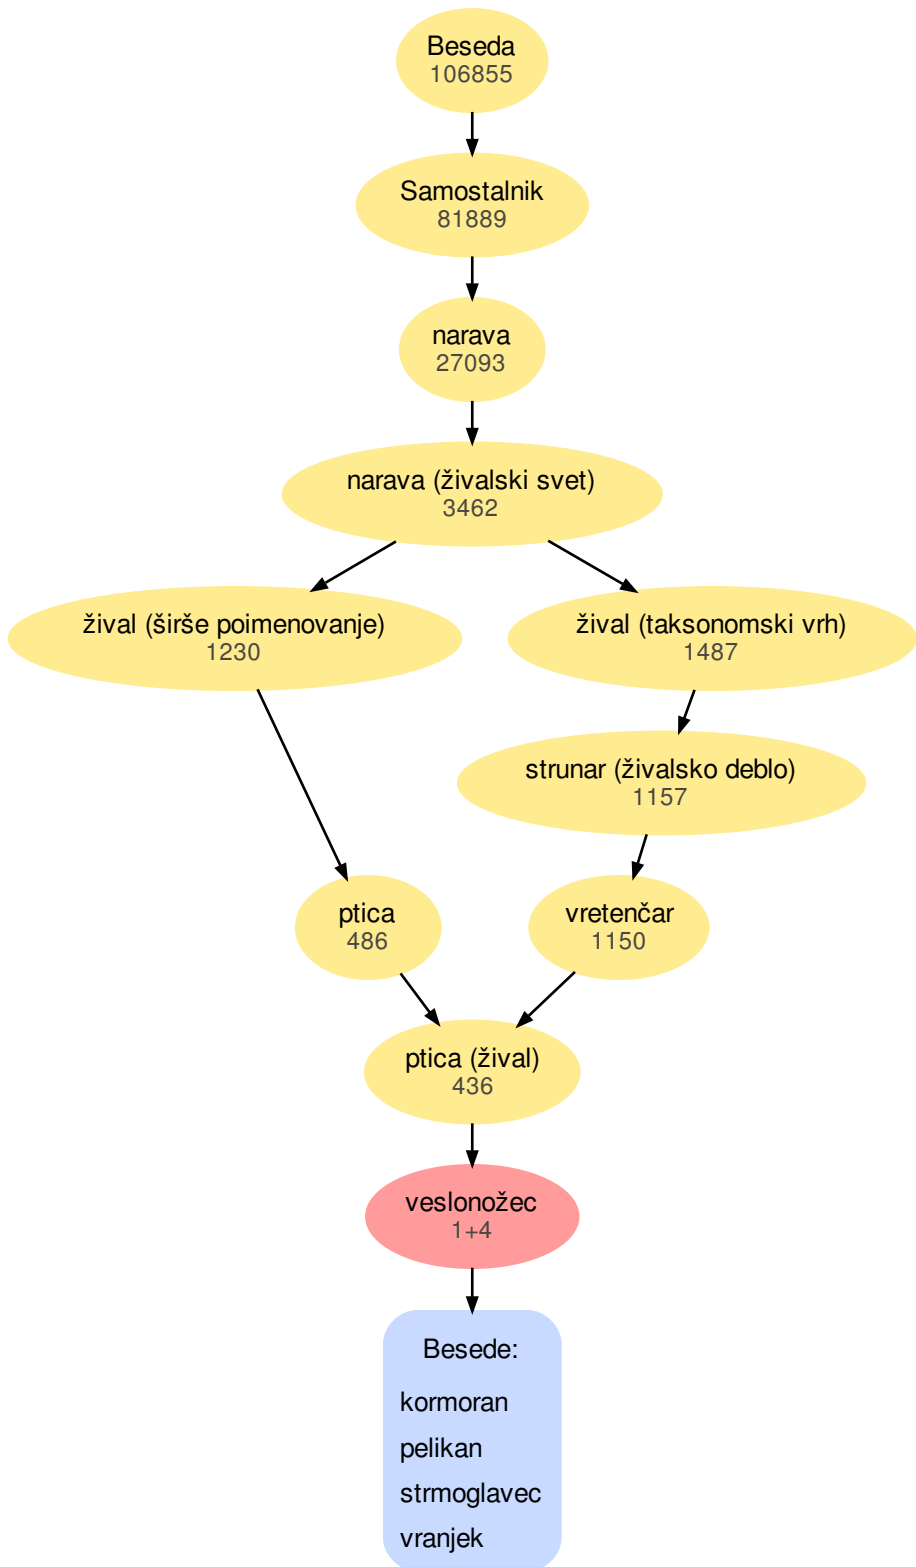 Beseda
106855
Samostalnik
81889
narava
27093
narava (živalski svet)
3462
žival (širše poimenovanje)
1230
žival (taksonomski vrh)
1487
strunar (živalsko deblo)
1157
ptica
486
vretenčar
1150
ptica (žival)
436
veslonožec
1+4
Besede:
kormoran
pelikan
strmoglavec
vranjek